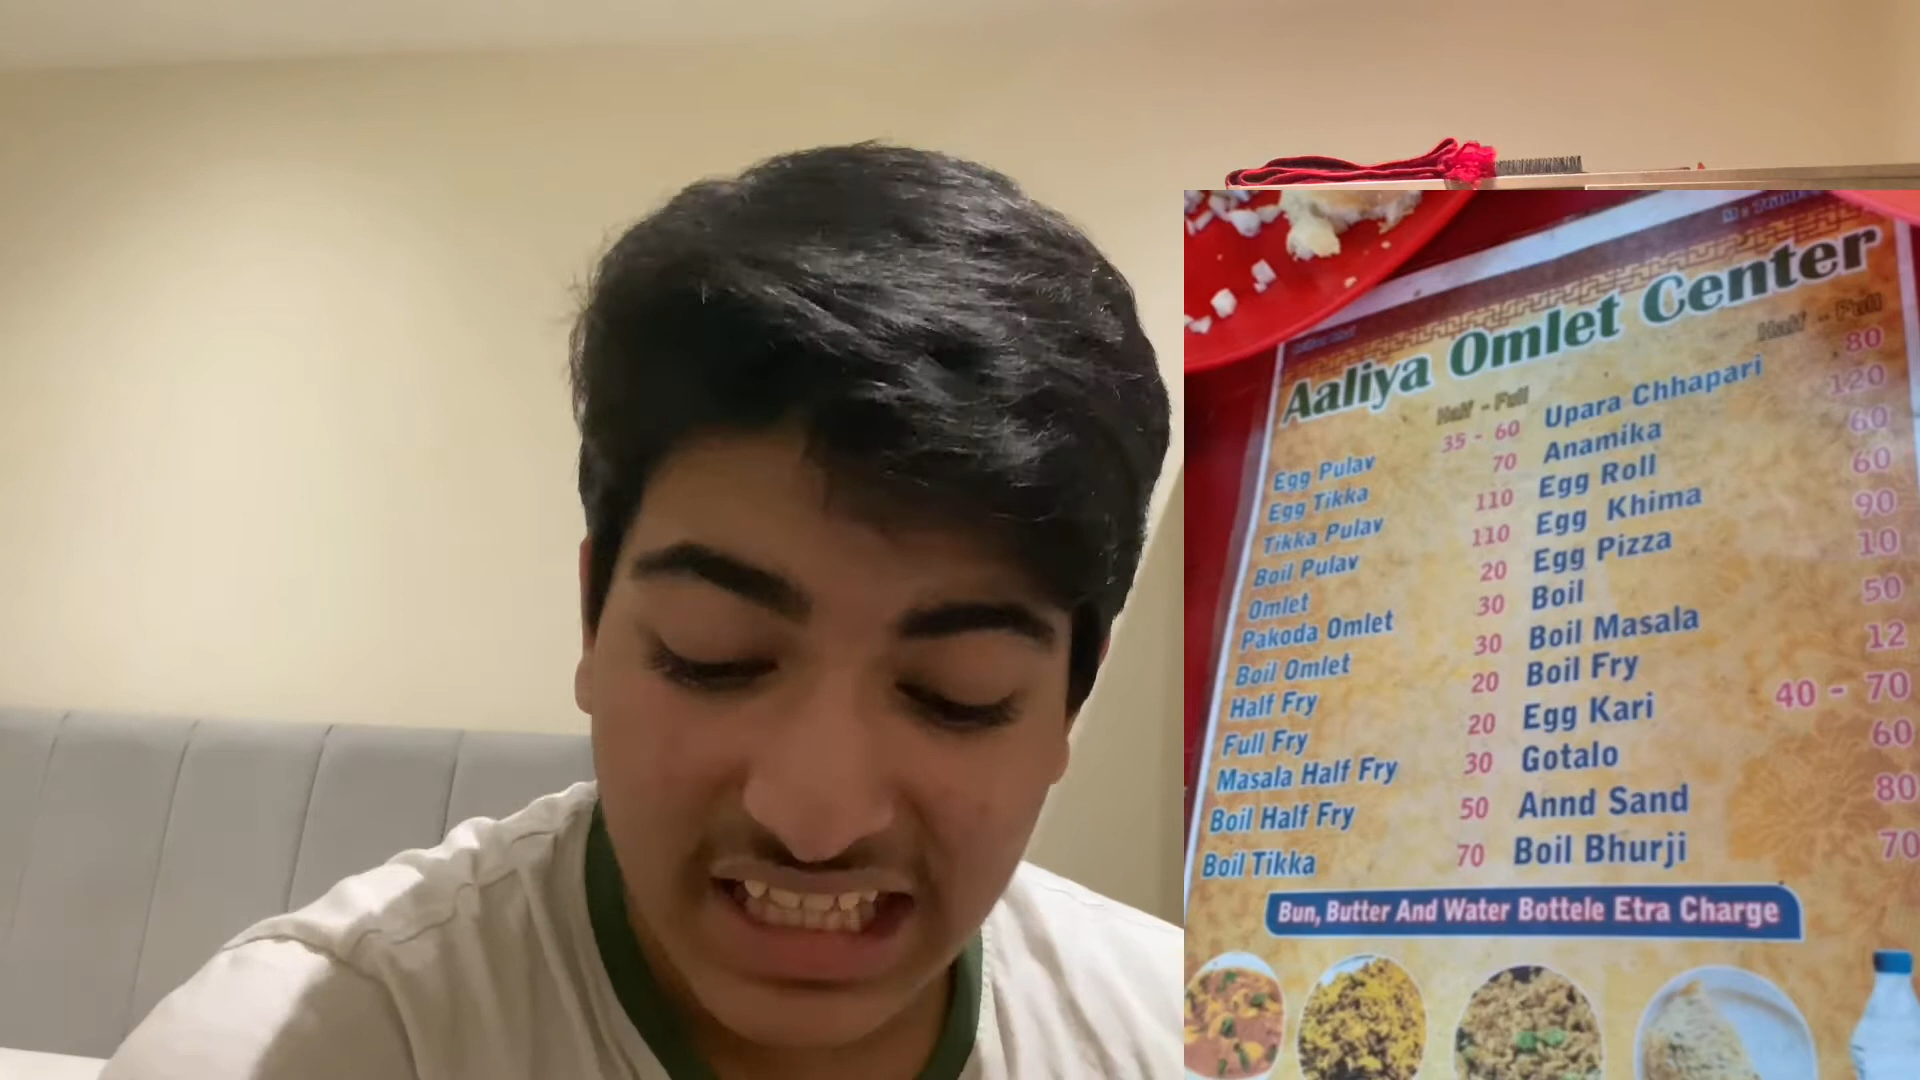 Aaliya Omlet Center
Half - Full
Egg Pulav 35 - 60
Egg Tikka 70
Tikka Pulav 110
Boil Pulav 110
Omlet 20
Pakoda Omlet 30
Boil Omlet 30
Half Fry 20
Full Fry 20
Masala Half Fry 30
Boil Half Fry 50
Boil Tikka 70
Half - Full
Upara Chhapari 80
Anamika 120
Egg Roll 60
Egg Khima 60
Egg Pizza 90
Boil 10
Boil Masala 50
Boil Fry 12
Egg Kari 40 - 70
Gotalo 60
Annd Sand 80
Boil Bhurji 70
Bun, Butter And Water Bottele Etra Charge